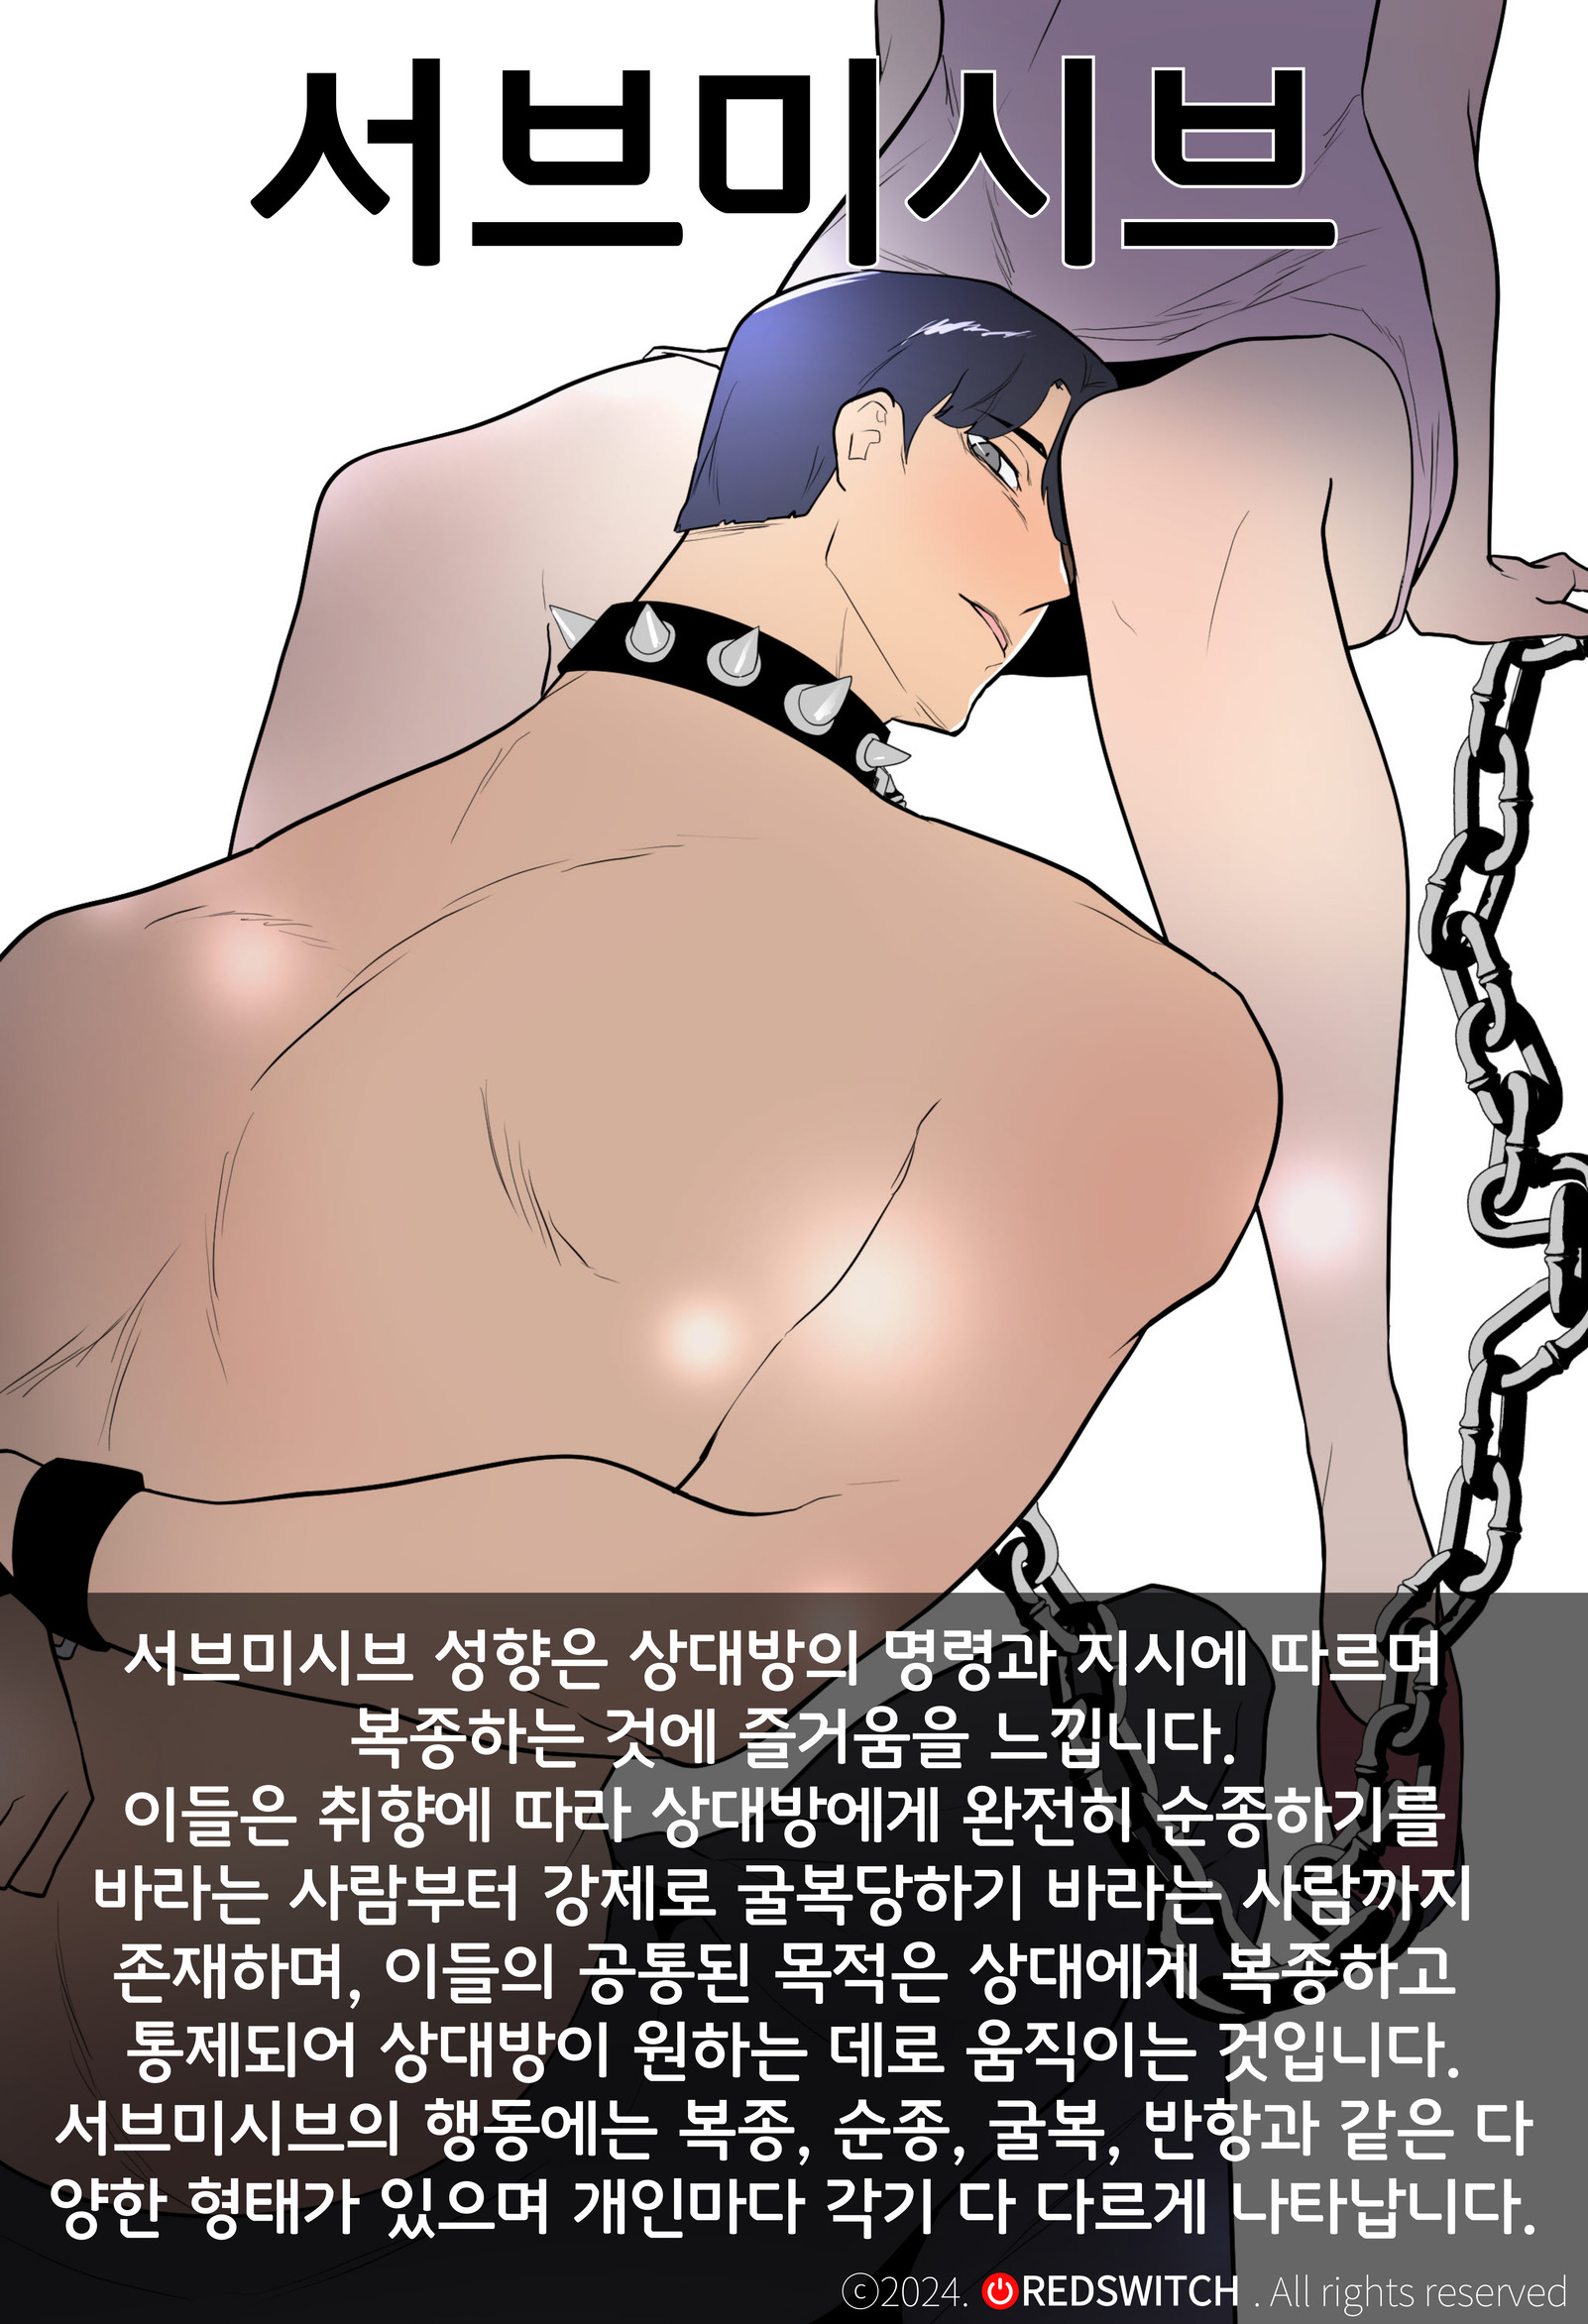 서브미시브
서브미시브 성향은 상대방의 명령과 지시에 따르며
복종하는 것에 즐거움을 느낍니다.
이들은 취향에 따라 상대방에게 완전히 순종하기를
바라는 사람부터 강제로 굴복당하기 바라는 사람까지
존재하며, 이들의 공통된 목적은 상대에게 복종하고
통제되어 상대방이 원하는 데로 움직이는 것입니다.
서브미시브의 행동에는 복종, 순종, 굴복, 반항과 같은 다
양한 형태가 있으며 개인마다 각기 다 다르게 나타납니다.
ⓒ2024. REDSWITCH . All rights reserved